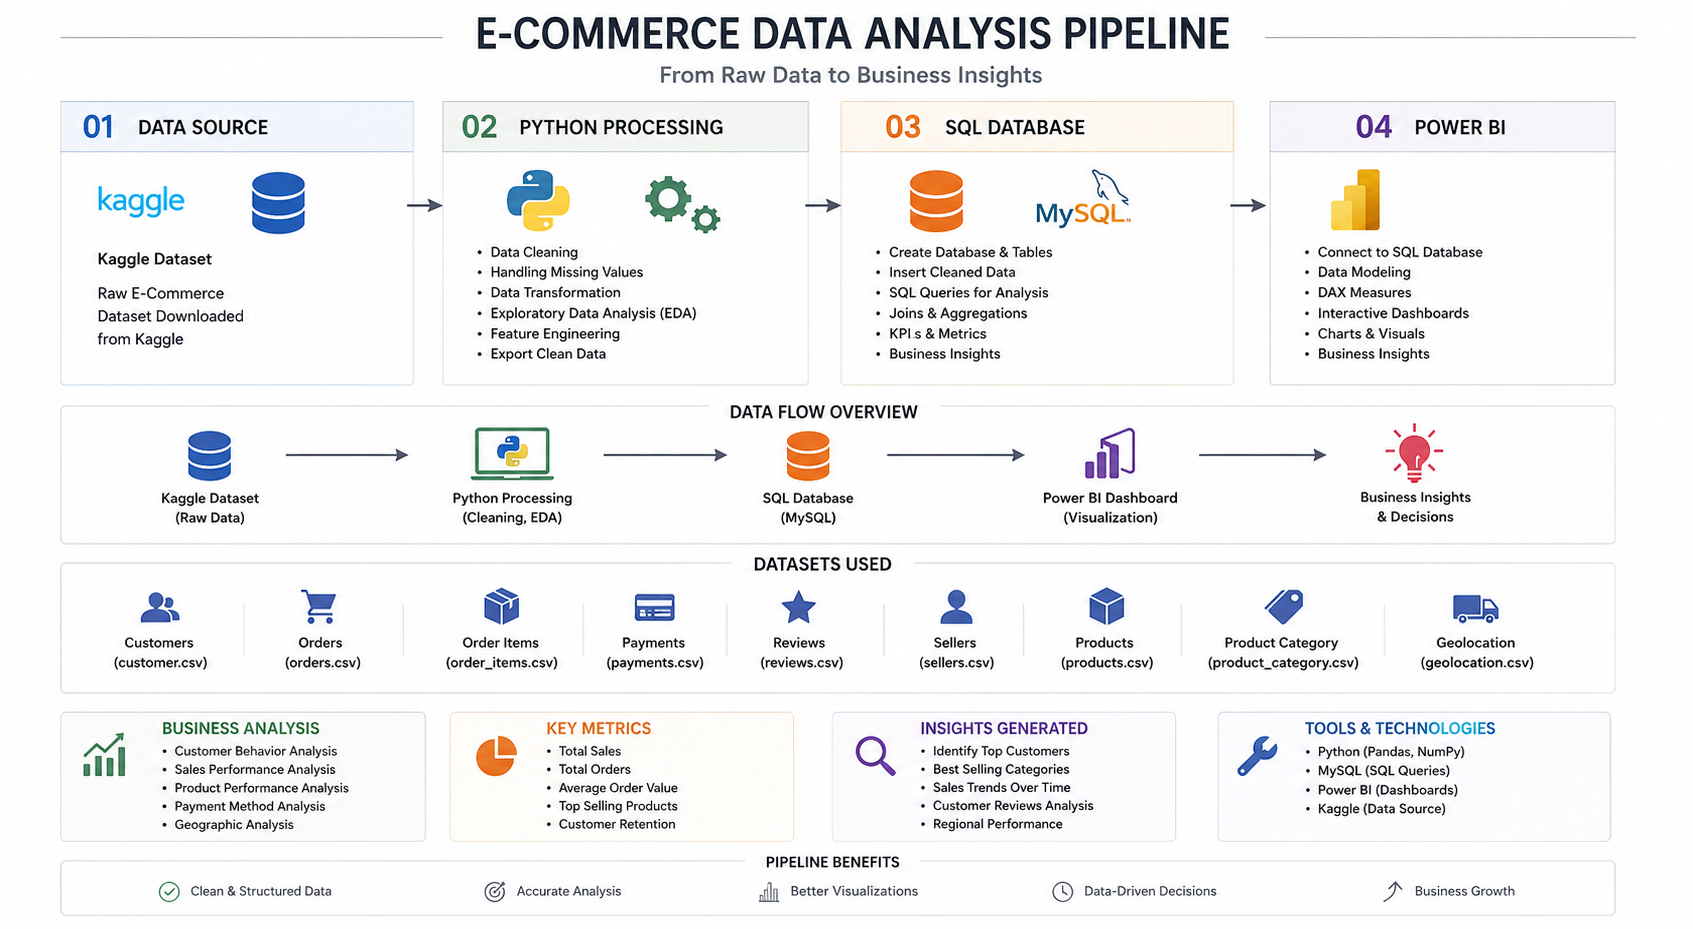 E-COMMERCE DATA ANALYSIS PIPELINE
From Raw Data to Business Insights
01 DATA SOURCE
kaggle
Kaggle Dataset
Raw E-Commerce
Dataset Downloaded
from Kaggle
02 PYTHON PROCESSING
• Data Cleaning
• Handling Missing Values
• Data Transformation
• Exploratory Data Analysis (EDA)
• Feature Engineering
• Export Clean Data
03 SQL DATABASE
MySQL
• Create Database & Tables
• Insert Cleaned Data
• SQL Queries for Analysis
• Joins & Aggregations
• KPI.s & Metrics
• Business Insights
04 POWER BI
• Connect to SQL Database
• Data Modeling
• DAX Measures
• Interactive Dashboards
• Charts & Visuals
• Business Insights
DATA FLOW OVERVIEW
Kaggle Dataset
(Raw Data)
Python Processing
(Cleaning, EDA)
SQL Database
(MySQL)
Power BI Dashboard
(Visualization)
Business Insights
& Decisions
DATASETS USED
Customers
(customer.csv)
Orders
(orders.csv)
Order Items
(order_items.csv)
Payments
(payments.csv)
Reviews
(reviews.csv)
Sellers
(sellers.csv)
Products
(products.csv)
Product Category
(product_category.csv)
Geolocation
(geolocation.csv)
BUSINESS ANALYSIS
• Customer Behavior Analysis
• Sales Performance Analysis
• Product Performance Analysis
• Payment Method Analysis
• Geographic Analysis
KEY METRICS
• Total Sales
• Total Orders
• Average Order Value
• Top Selling Products
• Customer Retention
INSIGHTS GENERATED
• Identify Top Customers
• Best Selling Categories
• Sales Trends Over Time
• Customer Reviews Analysis
• Regional Performance
TOOLS & TECHNOLOGIES
• Python (Pandas, NumPy)
• MySQL (SQL Queries)
• Power BI (Dashboards)
• Kaggle (Data Source)
PIPELINE BENEFITS
Clean & Structured Data
Accurate Analysis
Better Visualizations
Data-Driven Decisions
Business Growth